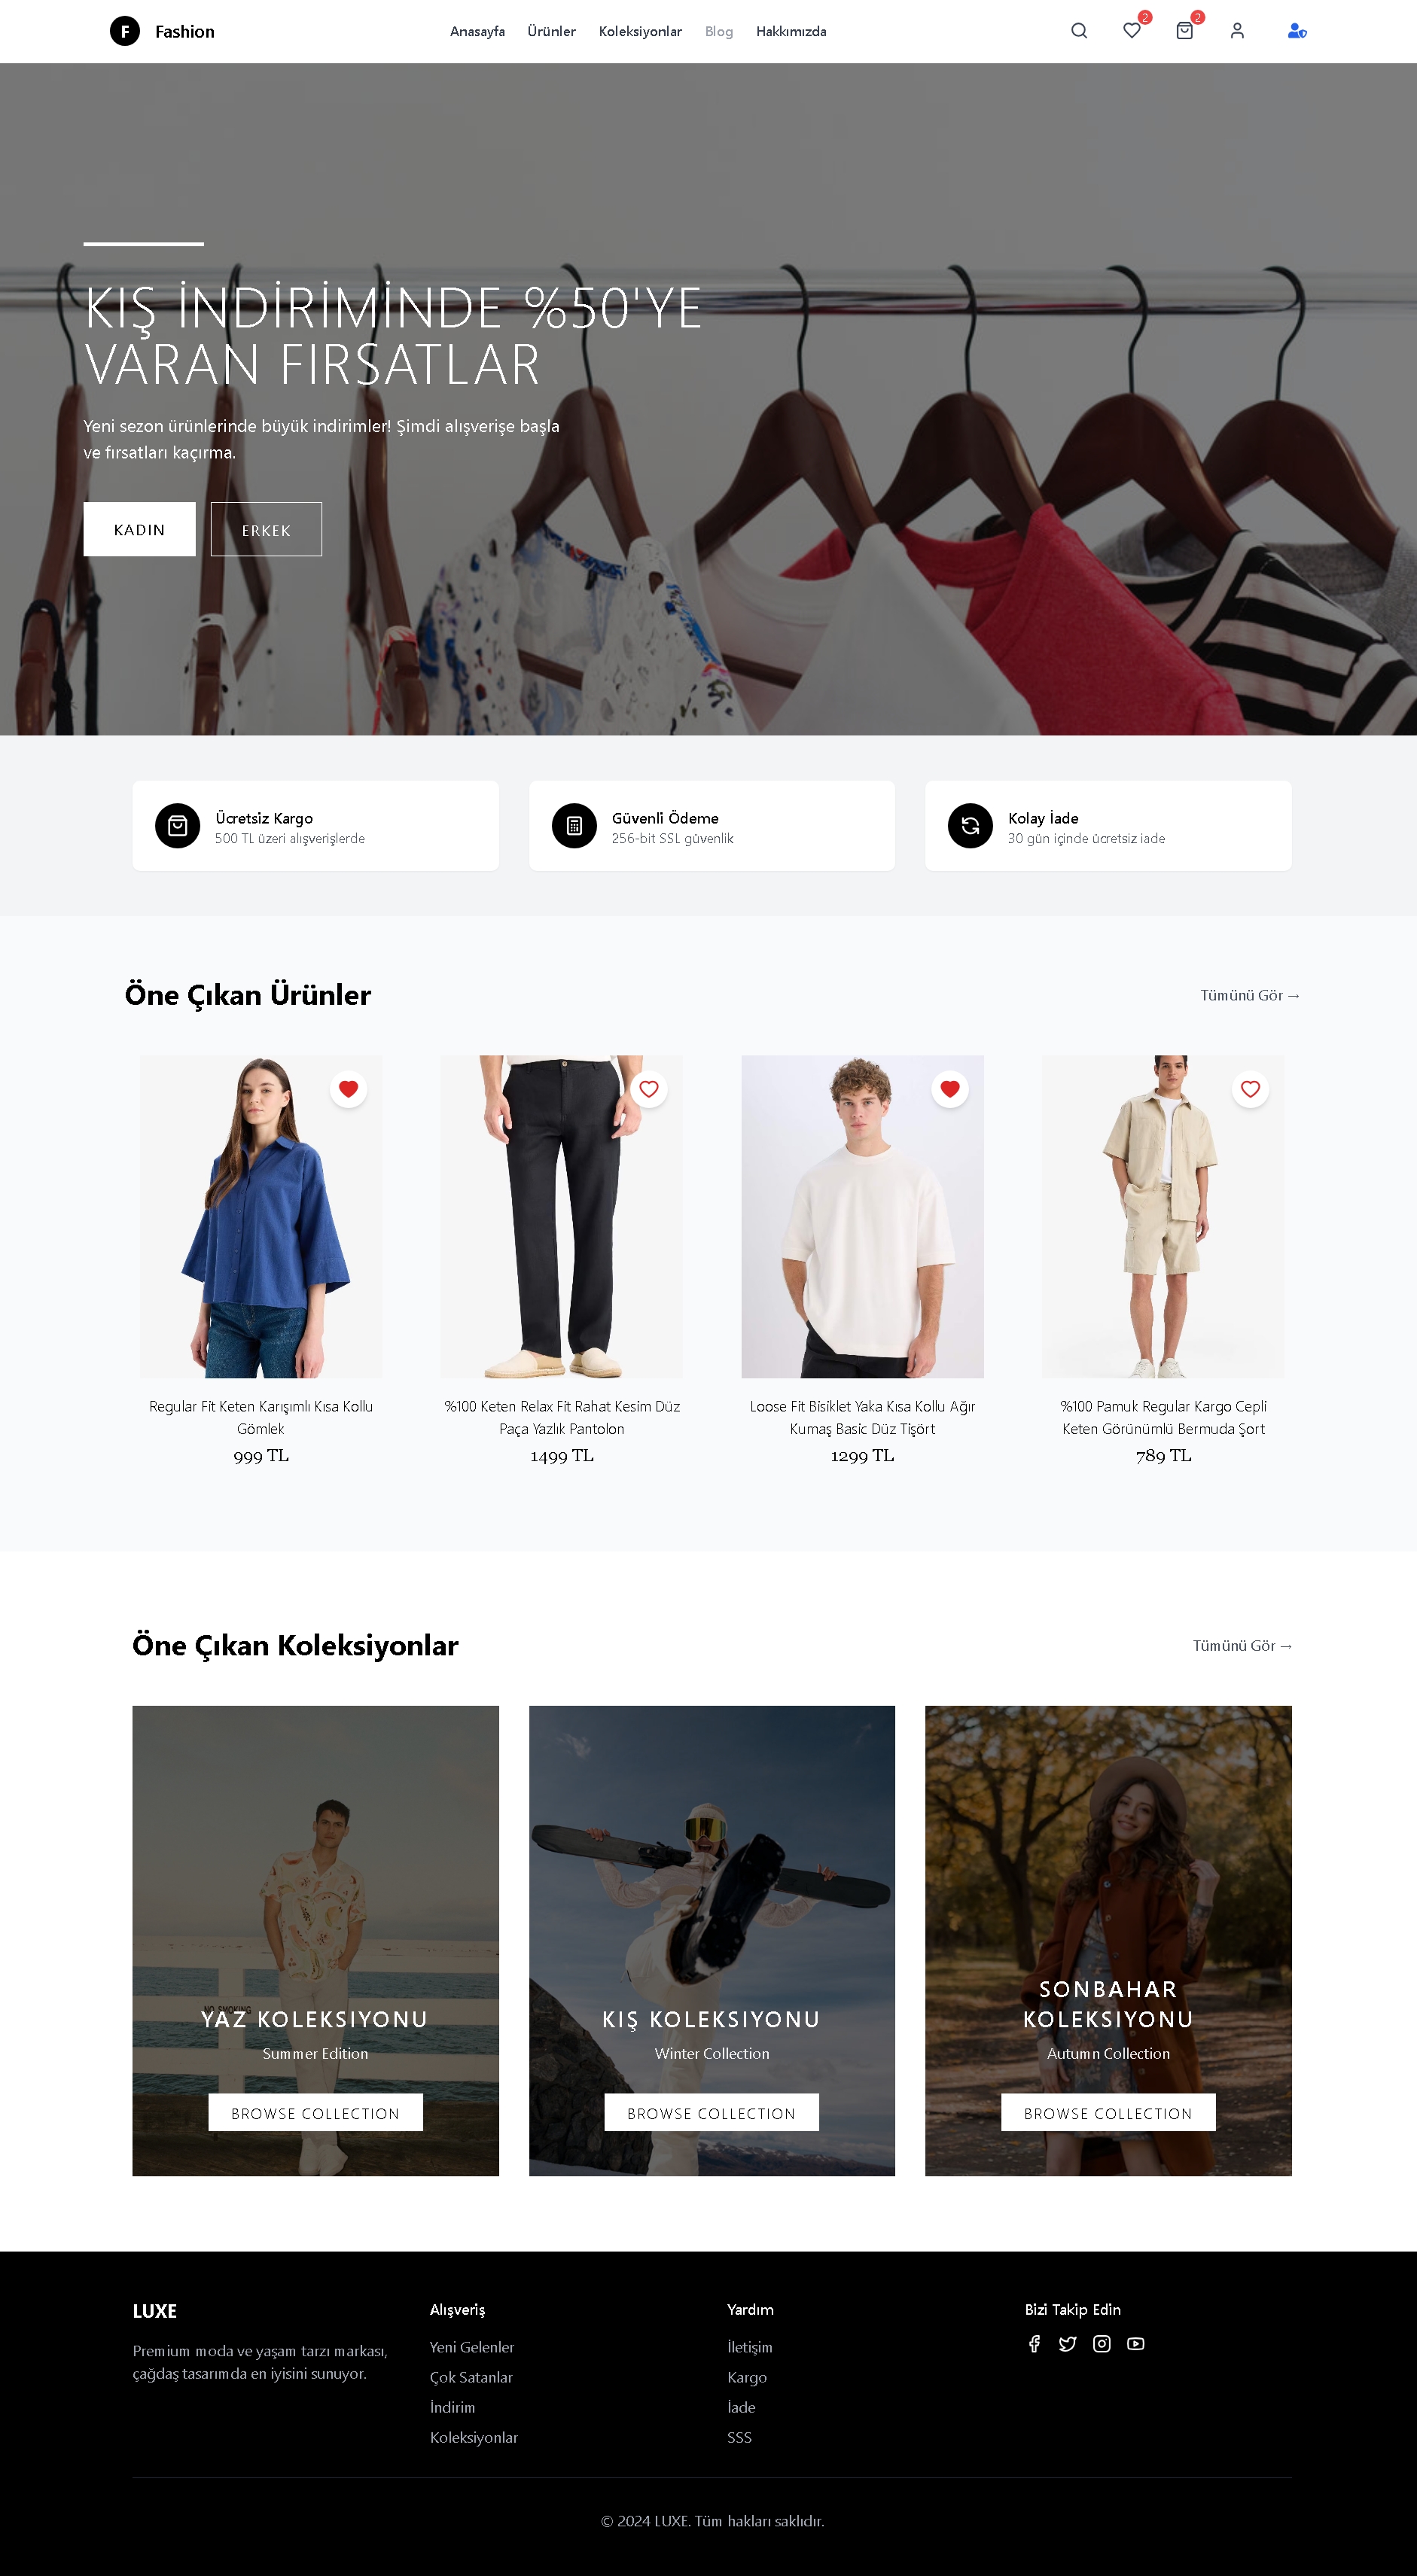 F Fashion
Anasayfa Ürünler Koleksiyonlar Blog Hakkımızda
2 2
KIŞ İNDİRİMİNDE %50'YE
VARAN FIRSATLAR
Yeni sezon ürünlerinde büyük indirimler! Şimdi alışverişe başla
ve fırsatları kaçırma.
KADIN ERKEK
Ücretsiz Kargo
500 TL üzeri alışverişlerde
Güvenli Ödeme
256-bit SSL güvenlik
Kolay İade
30 gün içinde ücretsiz iade
Öne Çıkan Ürünler
Tümünü Gör →
Regular Fit Keten Karışımlı Kısa Kollu
Gömlek
999 TL
%100 Keten Relax Fit Rahat Kesim Düz
Paça Yazlık Pantolon
1499 TL
Loose Fit Bisiklet Yaka Kısa Kollu Ağır
Kumaş Basic Düz Tişört
1299 TL
%100 Pamuk Regular Kargo Cepli
Keten Görünümlü Bermuda Şort
789 TL
Öne Çıkan Koleksiyonlar
Tümünü Gör →
NO SMOKING
YAZ KOLEKSIYONU
Summer Edition
BROWSE COLLECTION
KIŞ KOLEKSIYONU
Winter Collection
BROWSE COLLECTION
SONBAHAR
KOLEKSIYONU
Autumn Collection
BROWSE COLLECTION
LUXE
Premium moda ve yaşam tarzı markası,
çağdaş tasarımda en iyisini sunuyor.
Alışveriş
Yeni Gelenler
Çok Satanlar
İndirim
Koleksiyonlar
Yardım
İletişim
Kargo
İade
SSS
Bizi Takip Edin
© 2024 LUXE. Tüm hakları saklıdır.